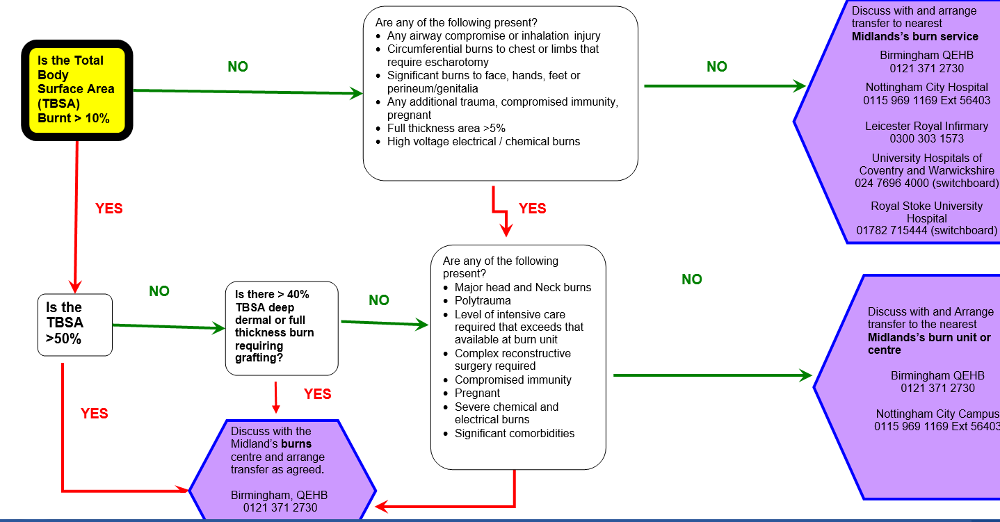 Is the Total
Body
Surface Area
(TBSA)
Burnt > 10%
NO
Are any of the following present?
• Any airway compromise or inhalation injury
• Circumferential burns to chest or limbs that
require escharotomy
• Significant burns to face, hands, feet or
perineum/genitalia
• Any additional trauma, compromised immunity,
pregnant
• Full thickness area >5%
• High voltage electrical / chemical burns
NO
Discuss with and arrange
transfer to nearest
Midlands's burn service
Birmingham QEHB
0121 371 2730
Nottingham City Hospital
0115 969 1169 Ext 56403
Leicester Royal Infirmary
0300 303 1573
University Hospitals of
Coventry and Warwickshire
024 7696 4000 (switchboard)
Royal Stoke University
Hospital
01782 715444 (switchboard)
YES
YES
Is the
TBSA
>50%
NO
Is there > 40%
TBSA deep
dermal or full
thickness burn
requiring
grafting?
NO
Are any of the following
present?
• Major head and Neck burns
• Polytrauma
• Level of intensive care
required that exceeds that
available at burn unit
• Complex reconstructive
surgery required
• Compromised immunity
• Pregnant
• Severe chemical and
electrical burns
• Significant comorbidities
NO
Discuss with and Arrange
transfer to the nearest
Midlands's burn unit or
centre
Birmingham QEHB
0121 371 2730
Nottingham City Campus
0115 969 1169 Ext 56403
YES
YES
Discuss with the
Midland's burns
centre and arrange
transfer as agreed.
Birmingham, QEHB
0121 371 2730